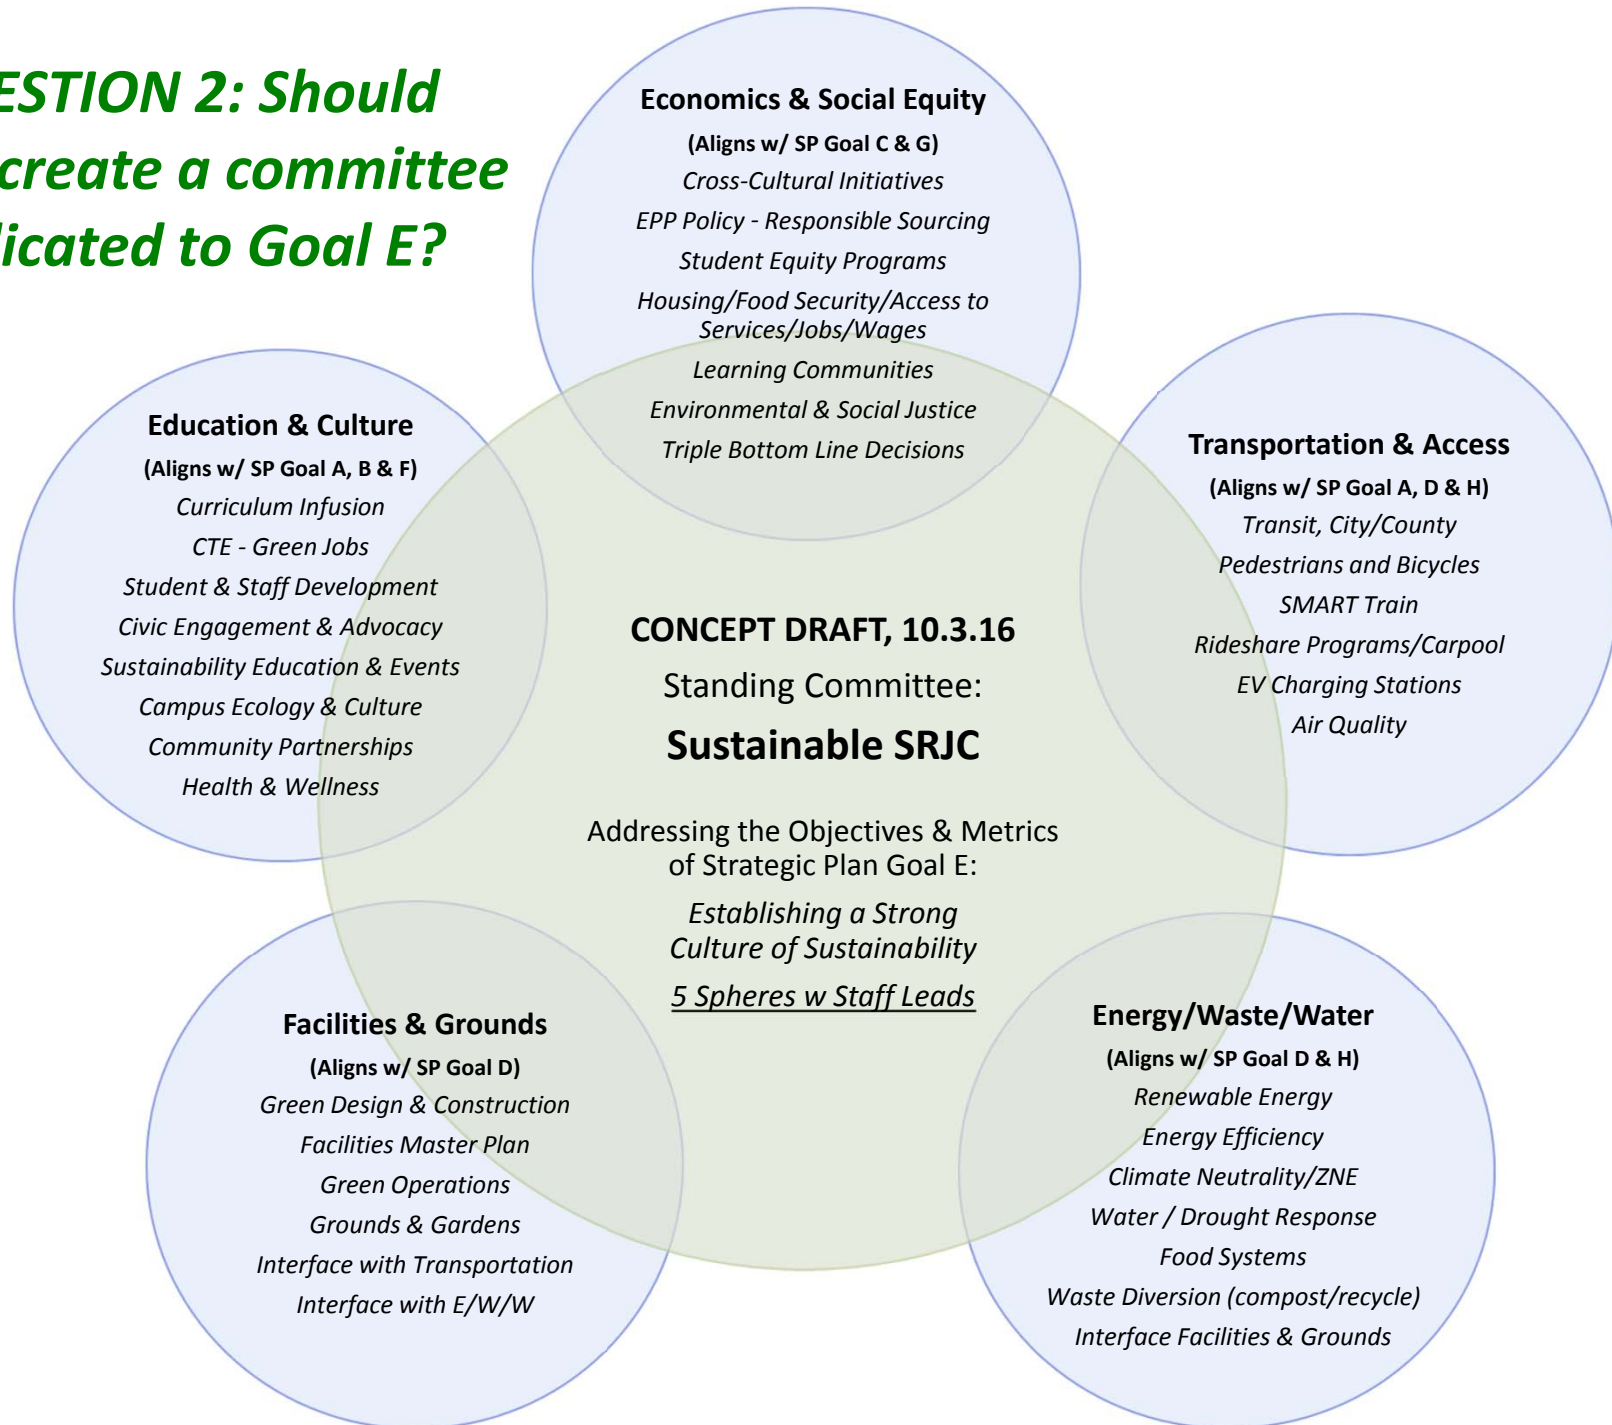 ESTION 2: Should
create a committee
licated to Goal E?
Economics & Social Equity
(Aligns w/ SP Goal C & G)
Cross-Cultural Initiatives
EPP Policy - Responsible Sourcing
Student Equity Programs
Housing/Food Security/Access to
Services/Jobs/Wages
Learning Communities
Environmental & Social Justice
Triple Bottom Line Decisions
Education & Culture
(Aligns w/ SP Goal A, B & F)
Curriculum Infusion
CTE - Green Jobs
Student & Staff Development
Civic Engagement & Advocacy
Sustainability Education & Events
Campus Ecology & Culture
Community Partnerships
Health & Wellness
Transportation & Access
(Aligns w/ SP Goal A, D & H)
Transit, City/County
Pedestrians and Bicycles
SMART Train
Rideshare Programs/Carpool
EV Charging Stations
Air Quality
CONCEPT DRAFT, 10.3.16
Standing Committee:
Sustainable SRJC
Addressing the Objectives & Metrics
of Strategic Plan Goal E:
Establishing a Strong
Culture of Sustainability
5 Spheres w Staff Leads
Facilities & Grounds
(Aligns w/ SP Goal D)
Green Design & Construction
Facilities Master Plan
Green Operations
Grounds & Gardens
Interface with Transportation
Interface with E/W/W
Energy/Waste/Water
(Aligns w/ SP Goal D & H)
Renewable Energy
Energy Efficiency
Climate Neutrality/ZNE
Water / Drought Response
Food Systems
Waste Diversion (compost/recycle)
Interface Facilities & Grounds